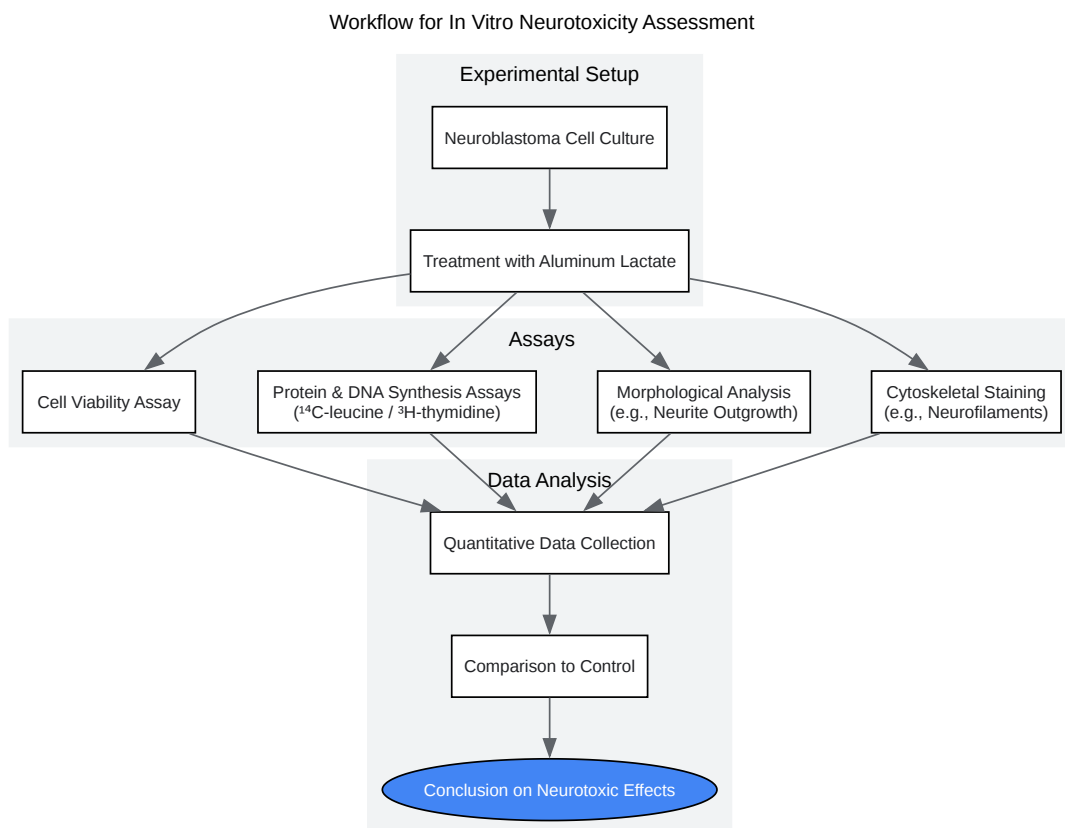 Workflow for In Vitro Neurotoxicity Assessment
Experimental Setup
Neuroblastoma Cell Culture
Treatment with Aluminum Lactate
Assays
Cell Viability Assay
Protein & DNA Synthesis Assays
(¹⁴C-leucine / ³H-thymidine)
Morphological Analysis
(e.g., Neurite Outgrowth)
Cytoskeletal Staining
(e.g., Neurofilaments)
Data Analysis
Quantitative Data Collection
Comparison to Control
Conclusion on Neurotoxic Effects